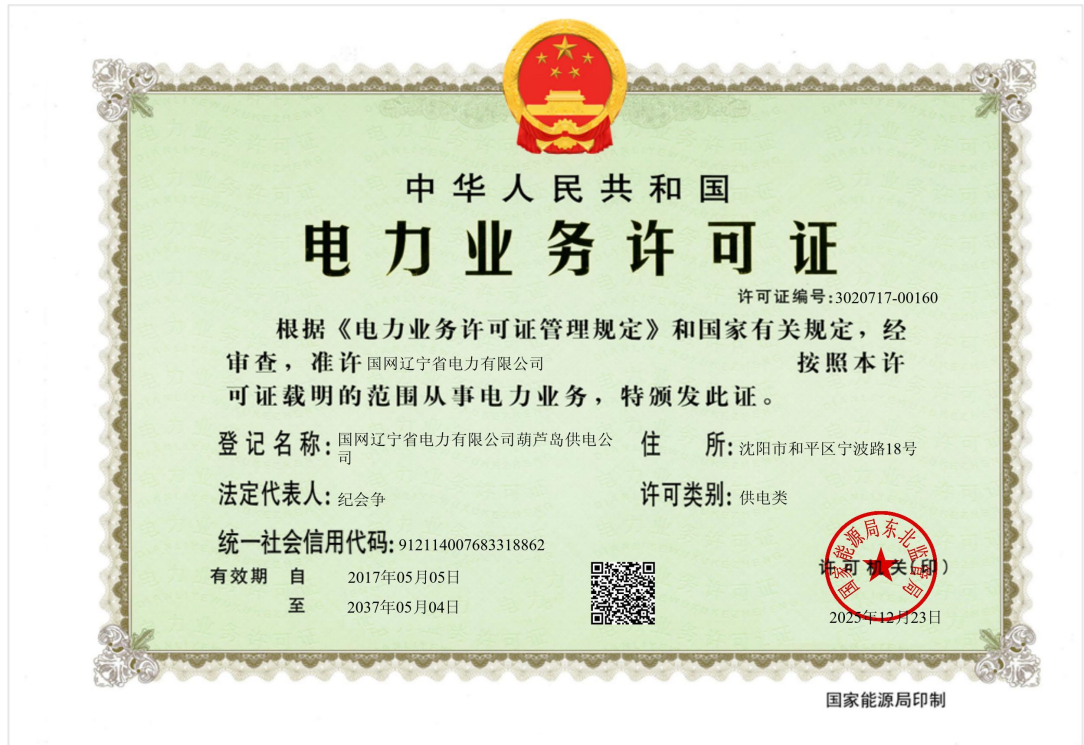 中华人民共和国
电力业务许可证
许可证编号:3020717-00160
根据《电力业务许可证管理规定》和国家有关规定，经
审查，准许 国网辽宁省电力有限公司 按照本许
可证载明的范围从事电力业务，特颁发此证。
登记名称: 国网辽宁省电力有限公司葫芦岛供电公
司
住 所: 沈阳市和平区宁波路18号
法定代表人: 纪会争
许可类别: 供电类
统一社会信用代码: 912114007683318862
有效期 自 2017年05月05日
至 2037年05月04日
国家能源局东北监管局
许可机关(印)
2025年12月23日
国家能源局印制